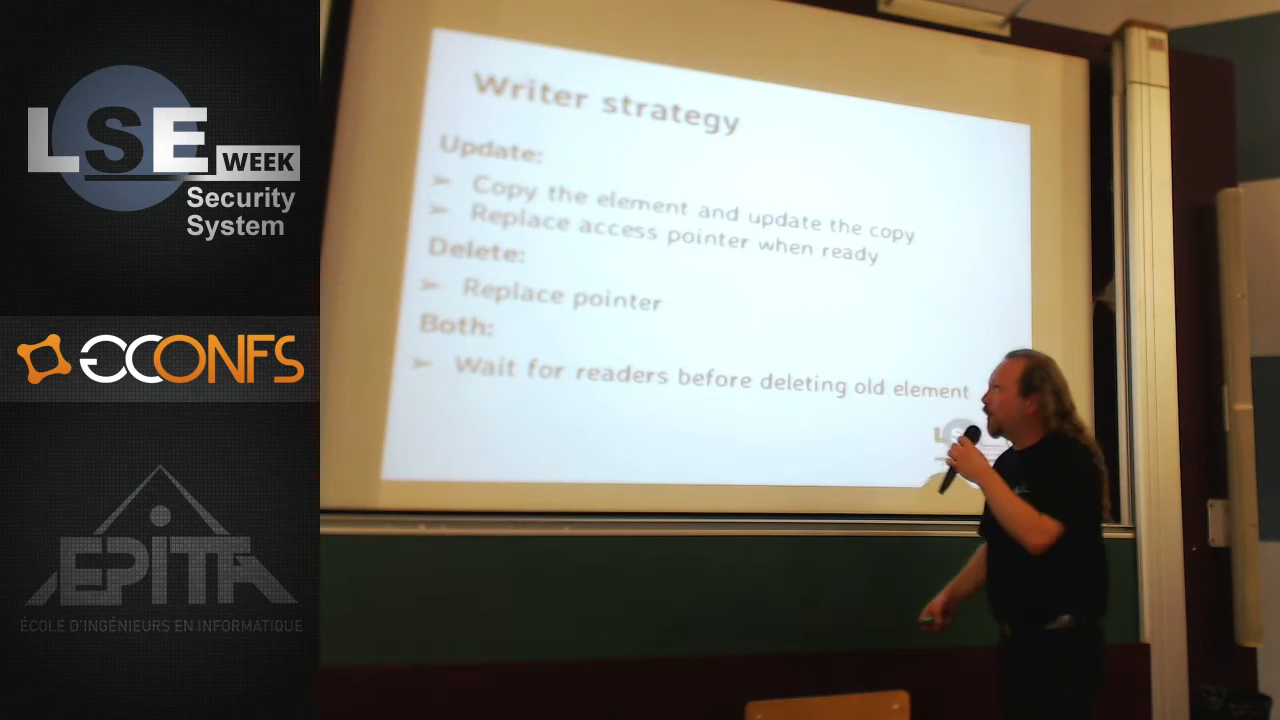 LSE
WEEK
Security
System
GCONFS
EPITA
ÉCOLE D'INGÉNIEURS EN INFORMATIQUE
Writer strategy
Update:
➢ Copy the element and update the copy
➢ Replace access pointer when ready
Delete:
➢ Replace pointer
Both:
➢ Wait for readers before deleting old element